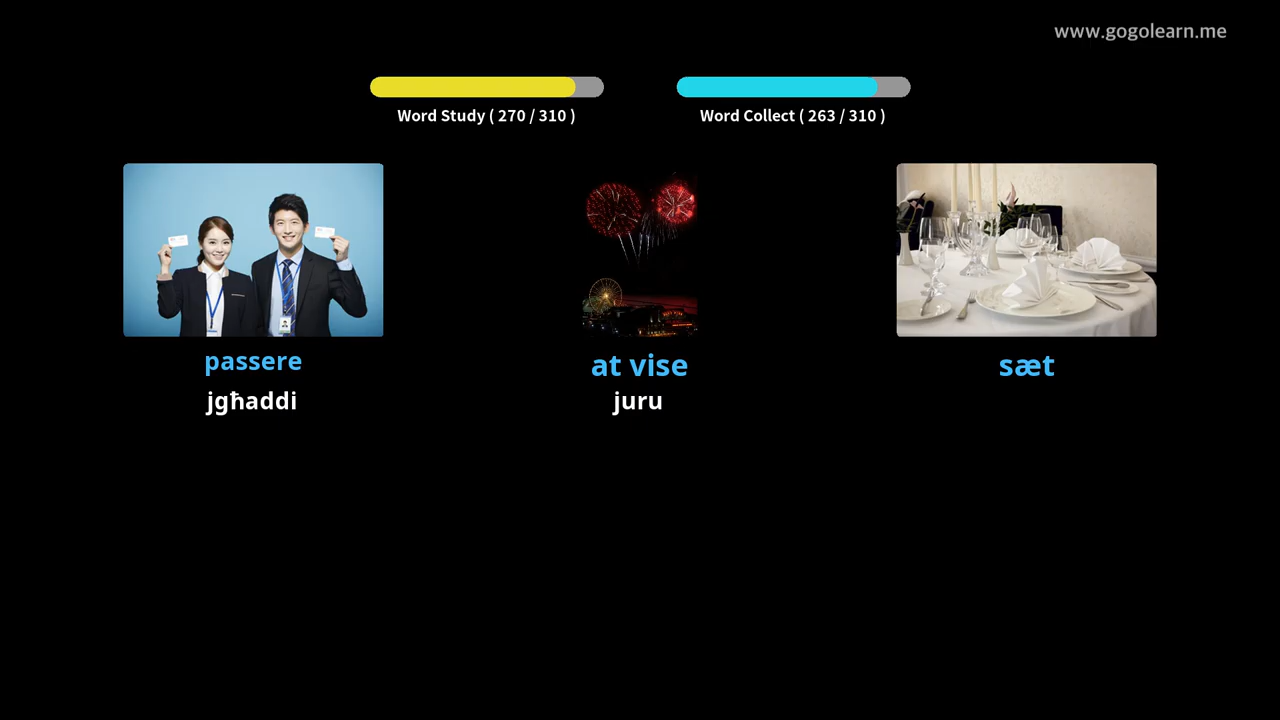 www.gogolearn.me
Word Study ( 270 / 310 )
Word Collect ( 263 / 310 )
passere
jgħaddi
at vise
juru
sæt